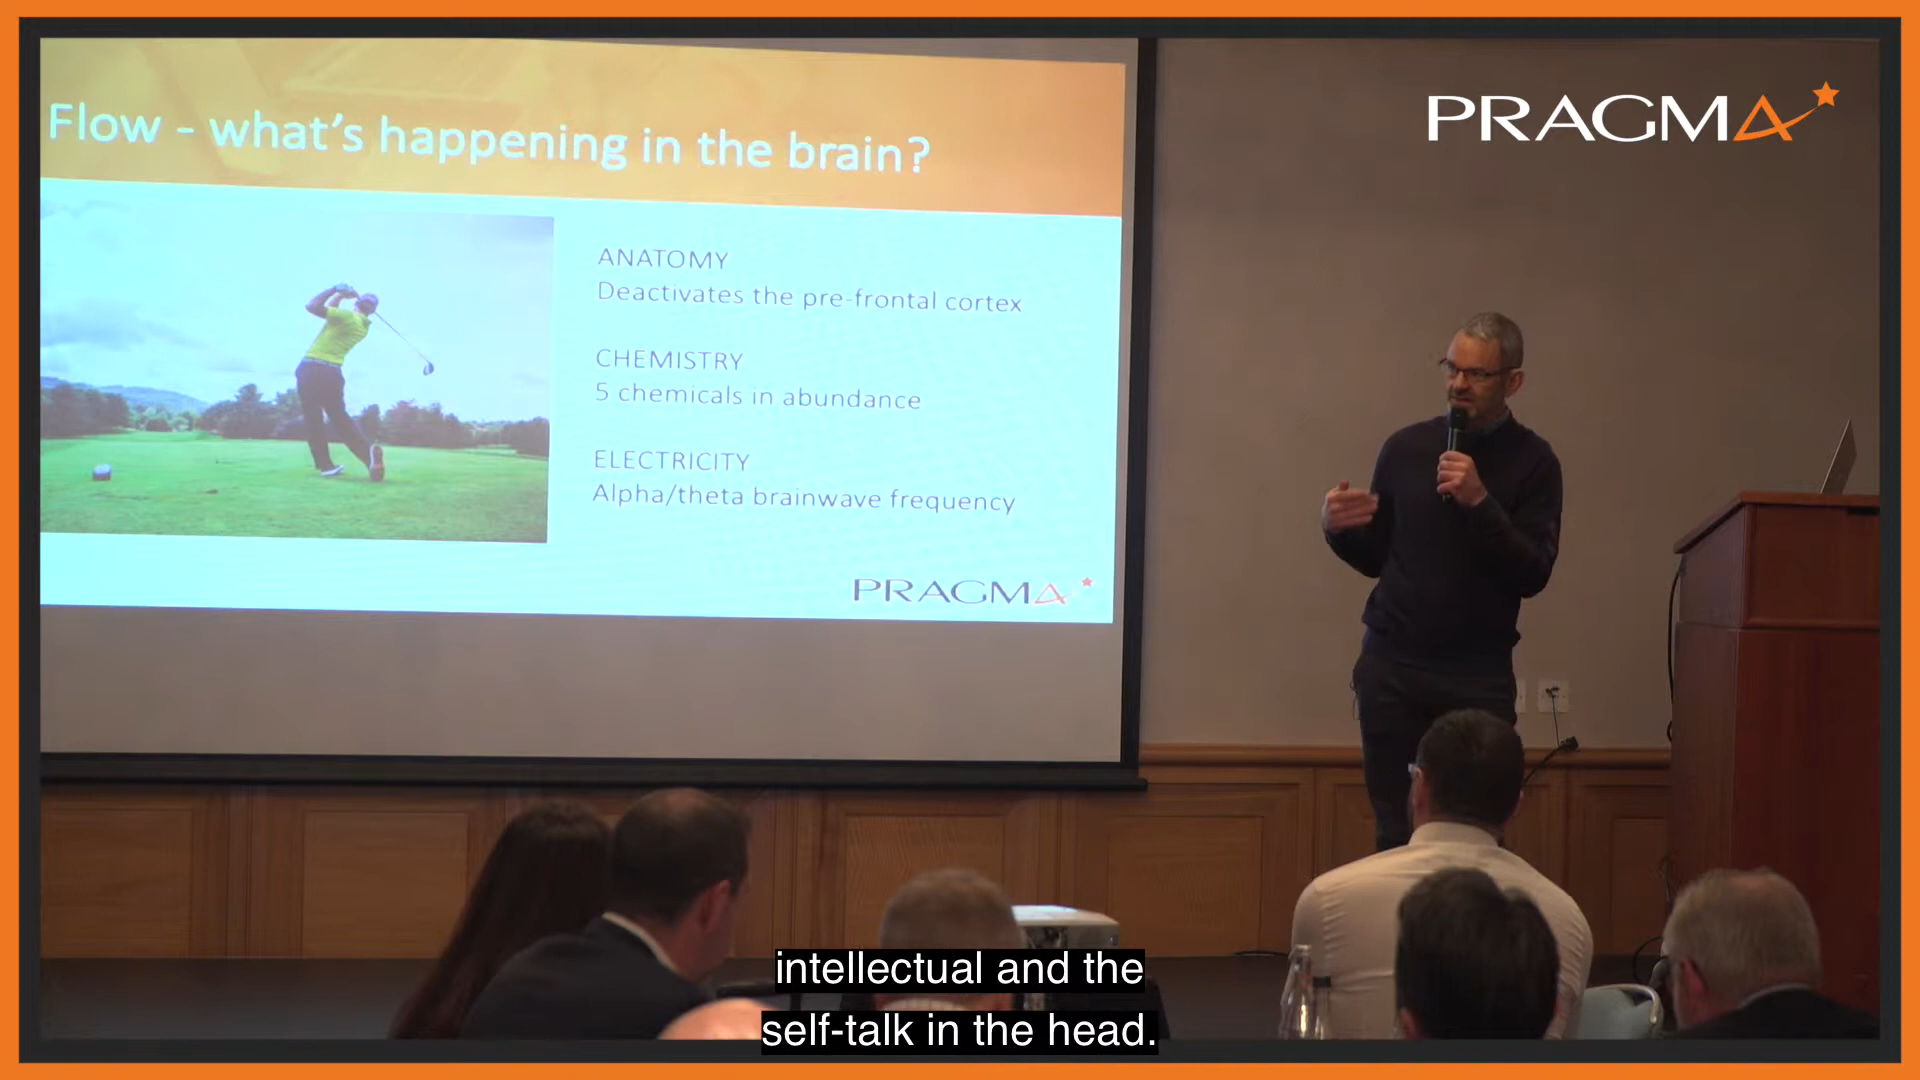 Flow - what's happening in the brain?
PRAGMA
ANATOMY
Deactivates the pre-frontal cortex
CHEMISTRY
5 chemicals in abundance
ELECTRICITY
Alpha/theta brainwave frequency
PRAGMA
intellectual and the
self-talk in the head.